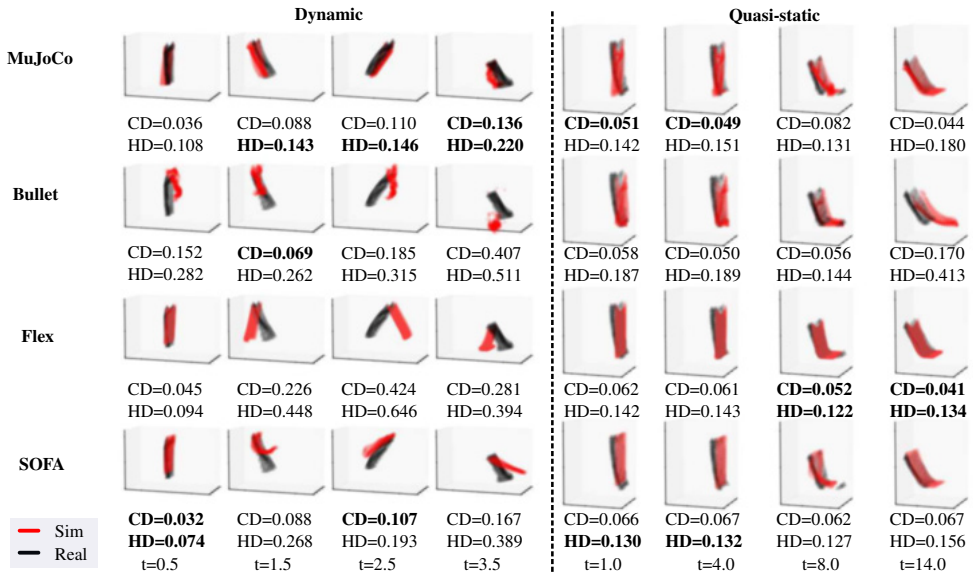 Dynamic Quasi-static
MuJoCo
CD=0.036 CD=0.088 CD=0.110 CD=0.136 CD=0.051 CD=0.049 CD=0.082 CD=0.044
HD=0.108 HD=0.143 HD=0.146 HD=0.220 HD=0.142 HD=0.151 HD=0.131 HD=0.180
Bullet
CD=0.152 CD=0.069 CD=0.185 CD=0.407 CD=0.058 CD=0.050 CD=0.056 CD=0.170
HD=0.282 HD=0.262 HD=0.315 HD=0.511 HD=0.187 HD=0.189 HD=0.144 HD=0.413
Flex
CD=0.045 CD=0.226 CD=0.424 CD=0.281 CD=0.062 CD=0.061 CD=0.052 CD=0.041
HD=0.094 HD=0.448 HD=0.646 HD=0.394 HD=0.142 HD=0.143 HD=0.122 HD=0.134
SOFA
CD=0.032 CD=0.088 CD=0.107 CD=0.167 CD=0.066 CD=0.067 CD=0.062 CD=0.067
HD=0.074 HD=0.268 HD=0.193 HD=0.389 HD=0.130 HD=0.132 HD=0.127 HD=0.156
Sim
Real
t=0.5 t=1.5 t=2.5 t=3.5 t=1.0 t=4.0 t=8.0 t=14.0